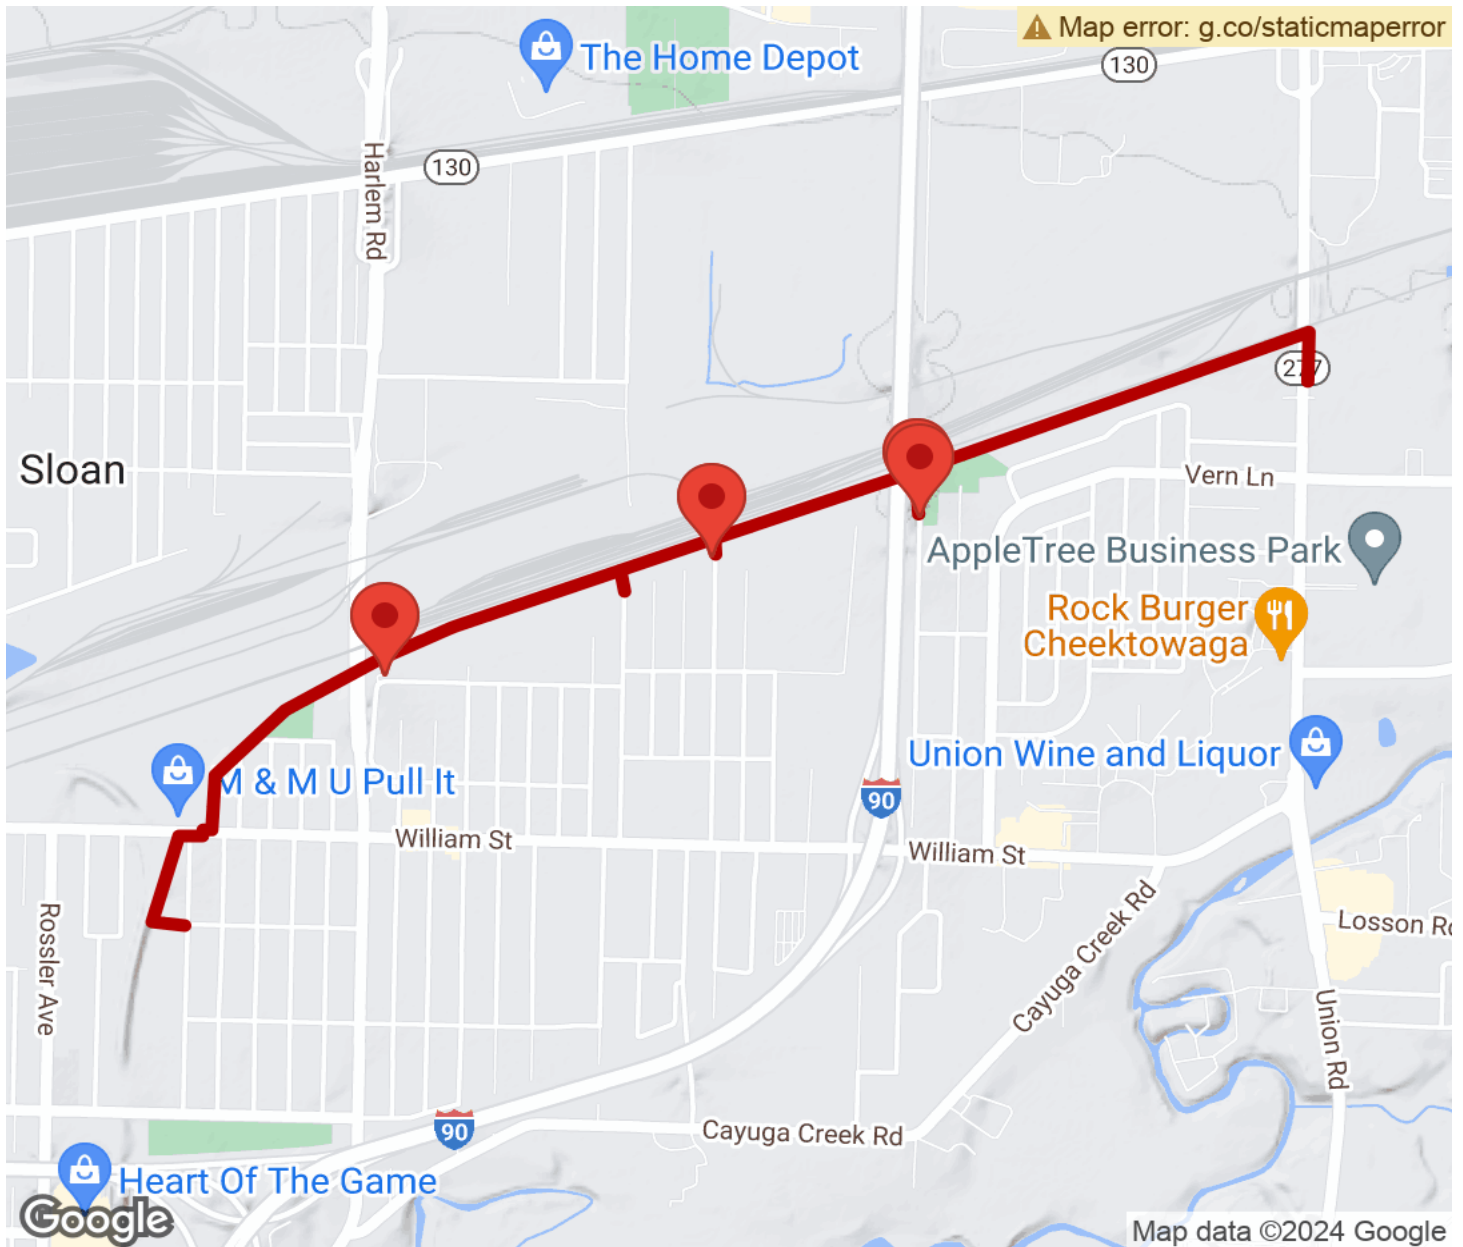 Map error: g.co/staticmaperror
The Home Depot
130
130
Harlem Rd
277
Sloan
Vern Ln
AppleTree Business Park
Rock Burger
Cheektowaga
Union Wine and Liquor
M & M U Pull It
90
William St
William St
Rossler Ave
Cayuga Creek Rd
Losson Rd
Union Rd
90
Cayuga Creek Rd
Heart Of The Game
Google
Map data ©2024 Google